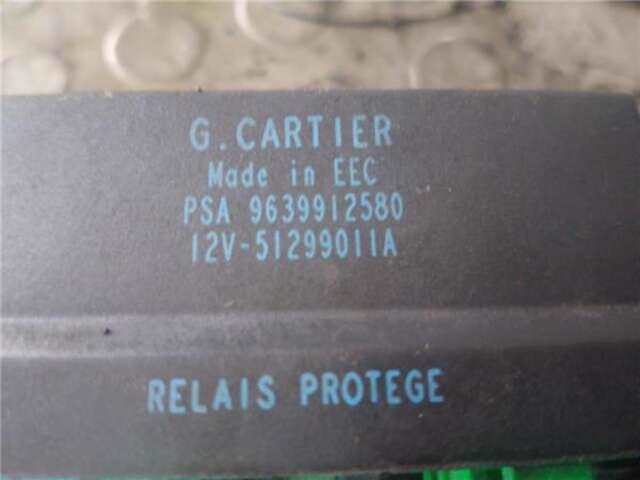 G.CARTIER
Made in EEC
PSA 9639912580
12V-51299011A
RELAIS PROTEGE